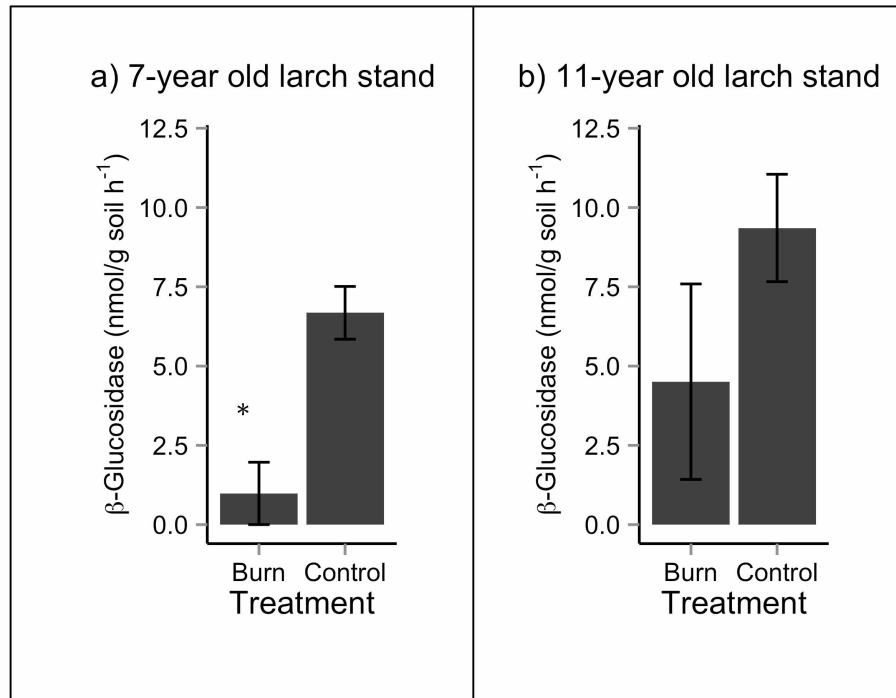 a) 7-year old larch stand
β-Glucosidase (nmol/g soil h⁻¹)
12.5
10.0
7.5
5.0
2.5
0.0
*
Burn Control
Treatment
b) 11-year old larch stand
β-Glucosidase (nmol/g soil h⁻¹)
12.5
10.0
7.5
5.0
2.5
0.0
Burn Control
Treatment